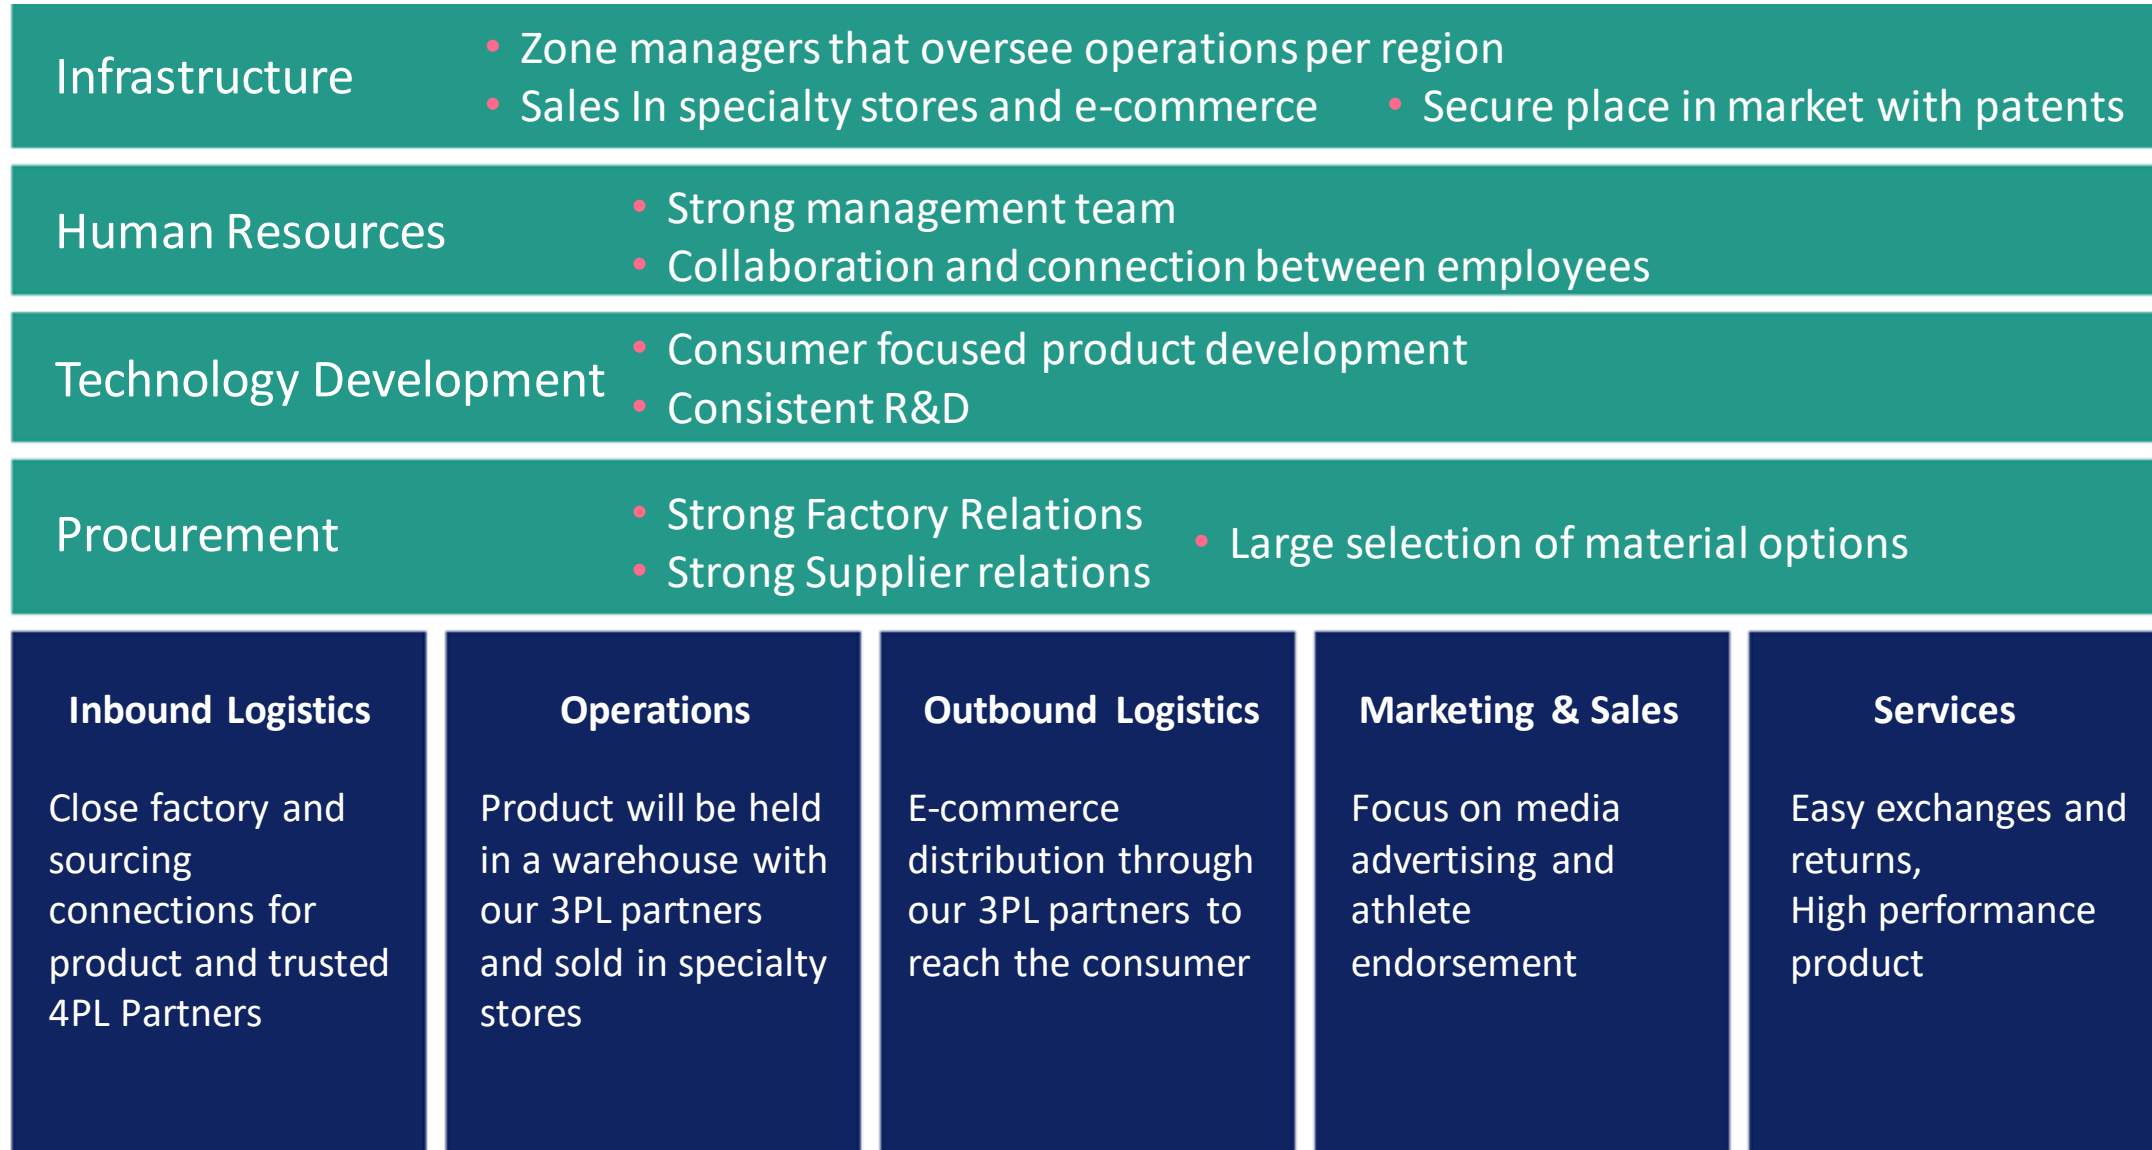 Infrastructure
• Zone managers that oversee operations per region
• Sales In specialty stores and e-commerce
• Secure place in market with patents
Human Resources
• Strong management team
• Collaboration and connection between employees
Technology Development
• Consumer focused product development
• Consistent R&D
Procurement
• Strong Factory Relations
• Strong Supplier relations
• Large selection of material options
Inbound Logistics
Close factory and
sourcing
connections for
product and trusted
4PL Partners
Operations
Product will be held
in a warehouse with
our 3PL partners
and sold in specialty
stores
Outbound Logistics
E-commerce
distribution through
our 3PL partners to
reach the consumer
Marketing & Sales
Focus on media
advertising and
athlete
endorsement
Services
Easy exchanges and
returns,
High performance
product